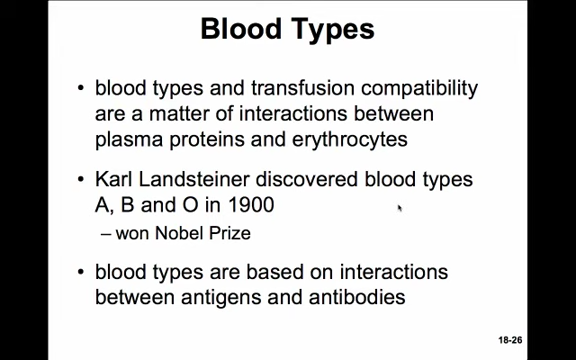 Blood Types
• blood types and transfusion compatibility
are a matter of interactions between
plasma proteins and erythrocytes
• Karl Landsteiner discovered blood types
A, B and O in 1900
– won Nobel Prize
• blood types are based on interactions
between antigens and antibodies
18-26